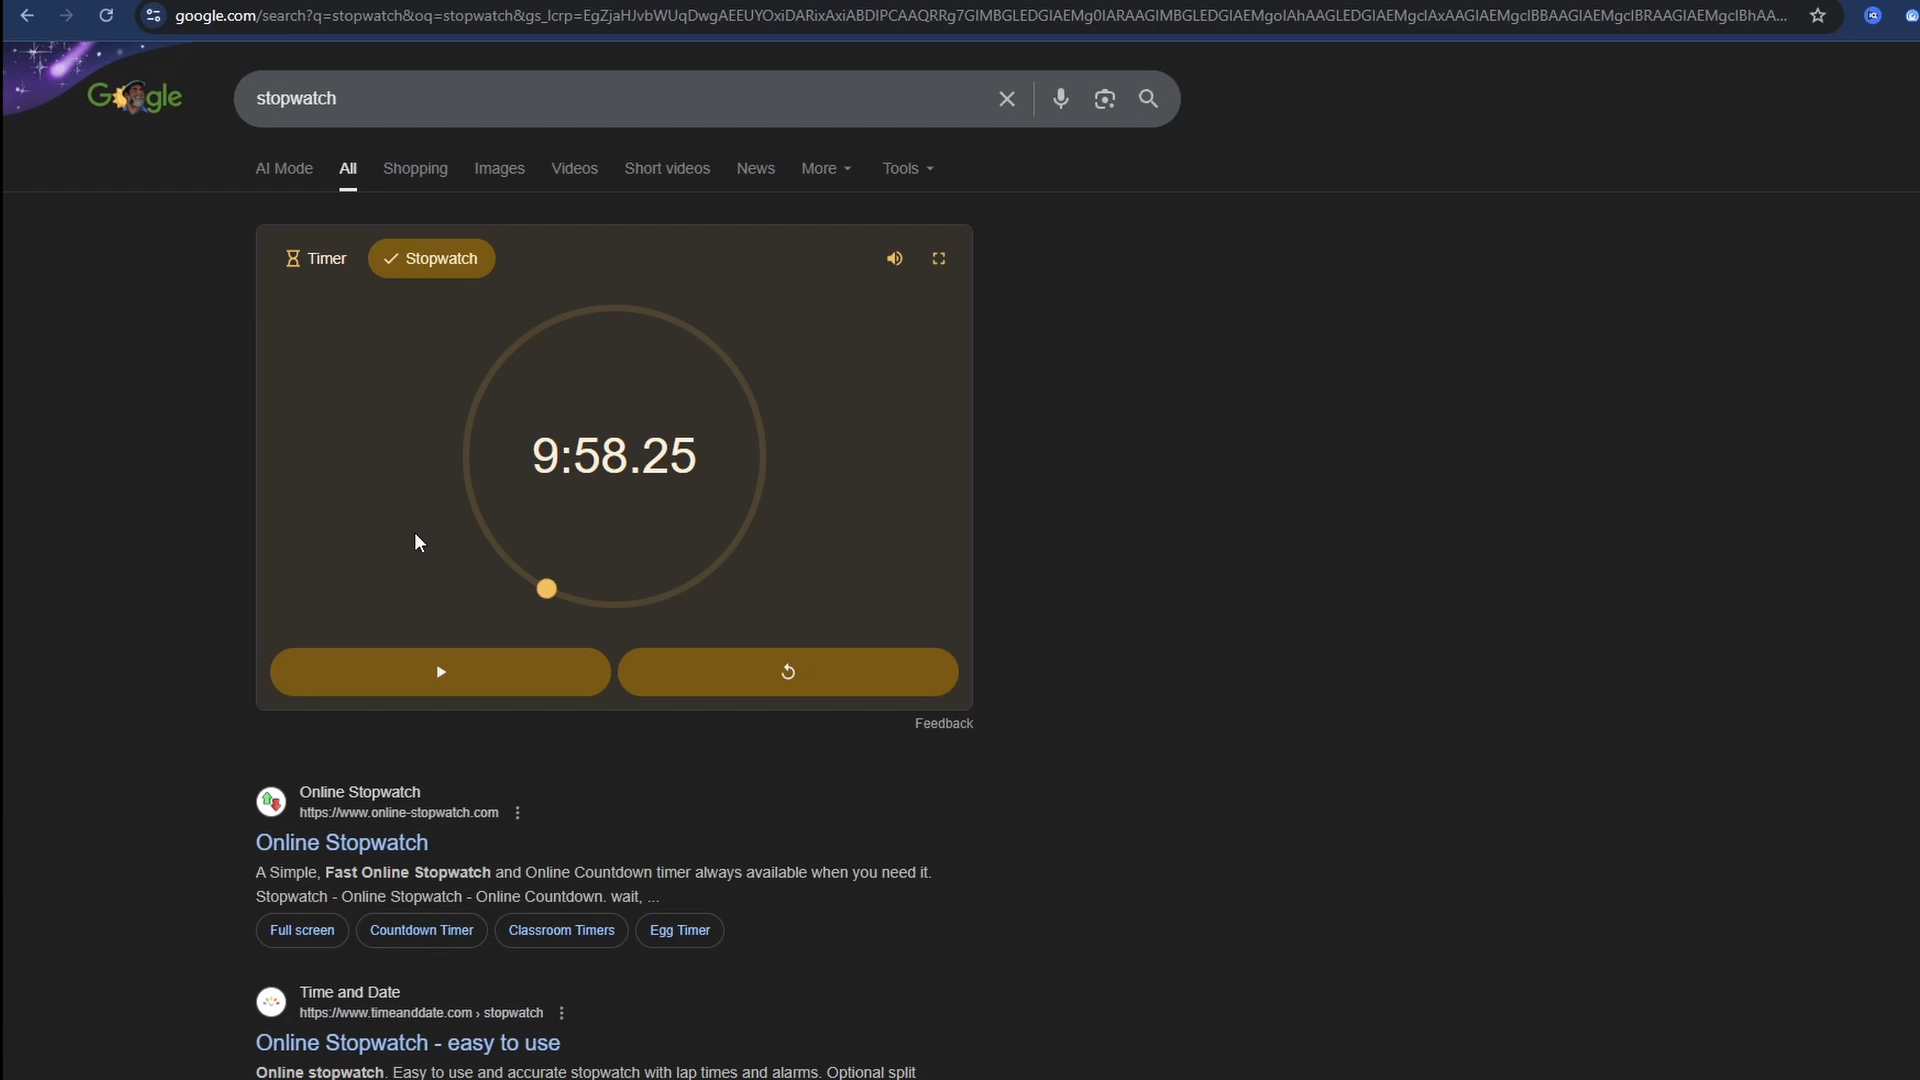 google.com/search?q=stopwatch&oq=stopwatch&gs_lcrp=EgZjaHJvbWUqDwgAEEUYOxiDARixAxiABDIPCAAQRRg7GIMBGLEDGIAEMg0IARAAGIMBGLEDGIAEMgoIAhAAGLEDGIAEMgcIAxAAGIAEMgcIBBAAGIAEMgcIBRAAGIAEMgcIBhAA...
Google
stopwatch
AI Mode All Shopping Images Videos Short videos News More Tools
Timer Stopwatch
9:58.25
Feedback
Online Stopwatch
https://www.online-stopwatch.com
Online Stopwatch
A Simple, Fast Online Stopwatch and Online Countdown timer always available when you need it.
Stopwatch - Online Stopwatch - Online Countdown. wait, ...
Full screen Countdown Timer Classroom Timers Egg Timer
Time and Date
https://www.timeanddate.com › stopwatch
Online Stopwatch - easy to use
Online stopwatch. Easy to use and accurate stopwatch with lap times and alarms. Optional split